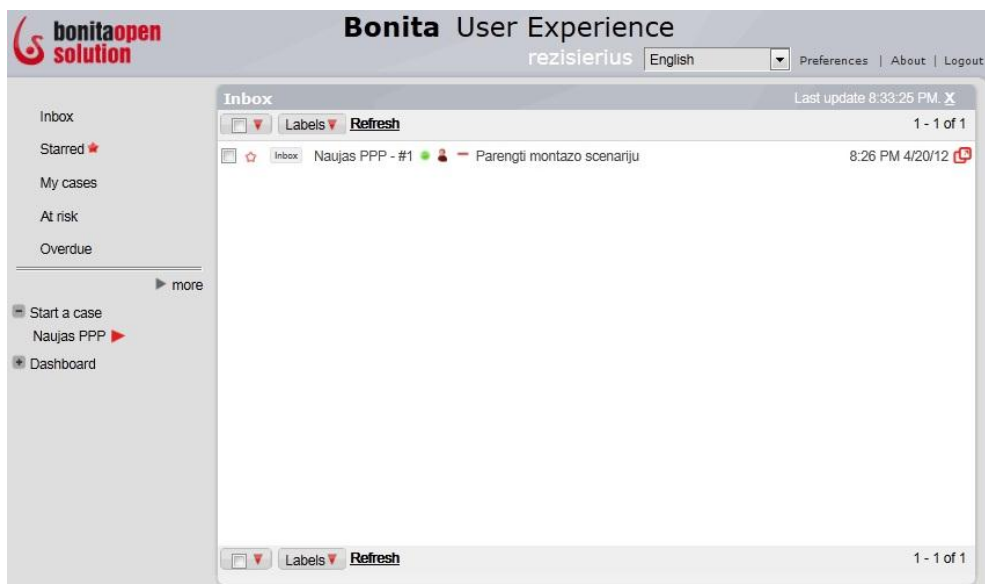 bonitaopen
solution
Bonita User Experience
rezisierius English
Preferences | About | Logout
Inbox
Starred
My cases
At risk
Overdue
more
Start a case
Naujas PPP
Dashboard
Inbox Last update 8:33:25 PM. X
Labels Refresh 1 - 1 of 1
Inbox Naujas PPP - #1 Parengti montazo scenariju 8:26 PM 4/20/12
Labels Refresh 1 - 1 of 1